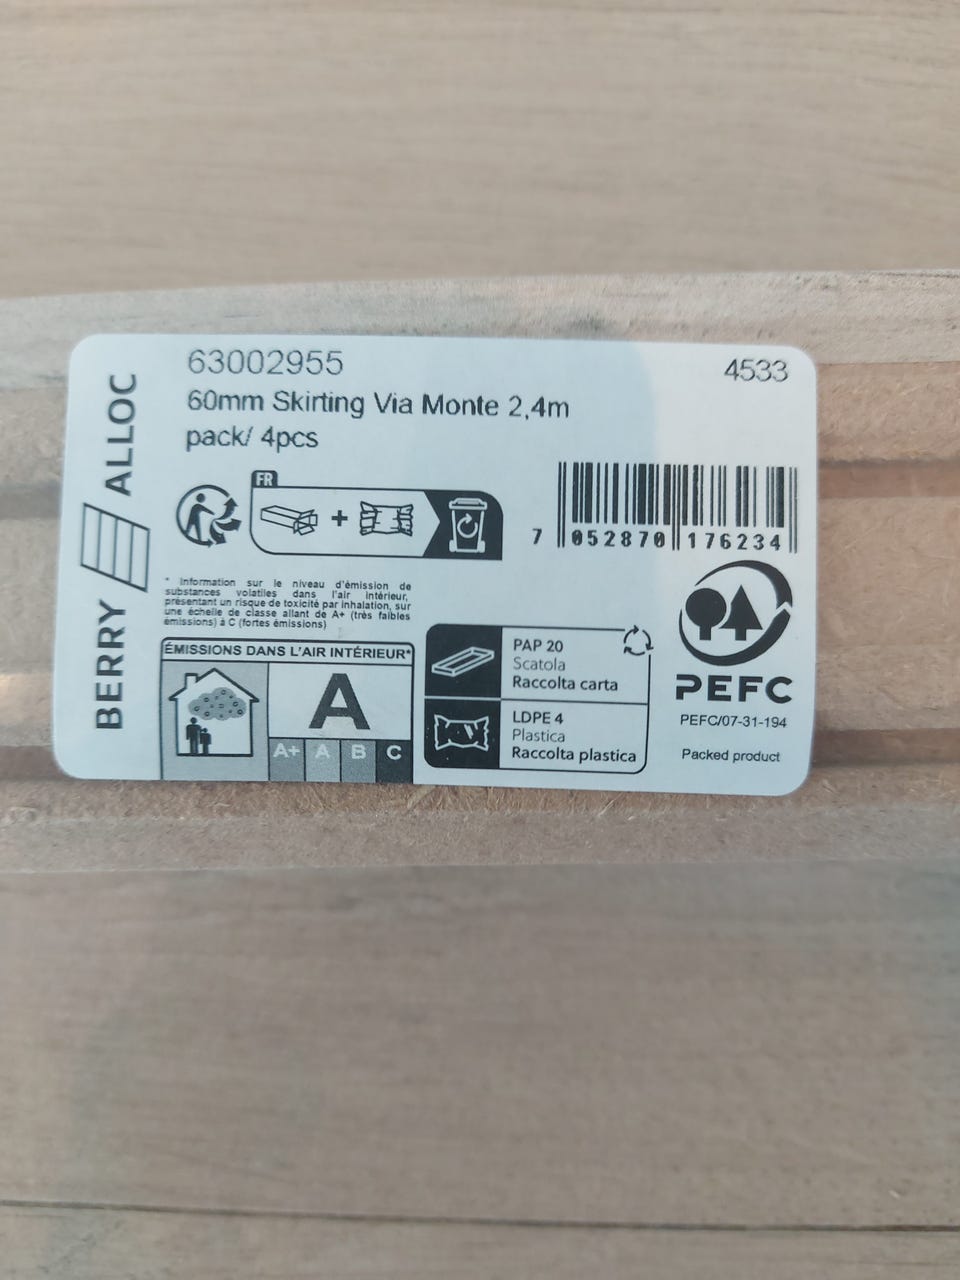 BERRY ALLOC
63002955
4533
60mm Skirting Via Monte 2,4m
pack/ 4pcs
FR
+
7 052870 176234
* Information sur le niveau d'émission de
substances volatiles dans l'air intérieur,
présentant un risque de toxicité par inhalation, sur
une échelle de classe allant de A+ (très faibles
émissions) à C (fortes émissions)
ÉMISSIONS DANS L'AIR INTÉRIEUR*
A
A+ A B C
PAP 20
Scatola
Raccolta carta
LDPE 4
Plastica
Raccolta plastica
PEFC
PEFC/07-31-194
Packed product